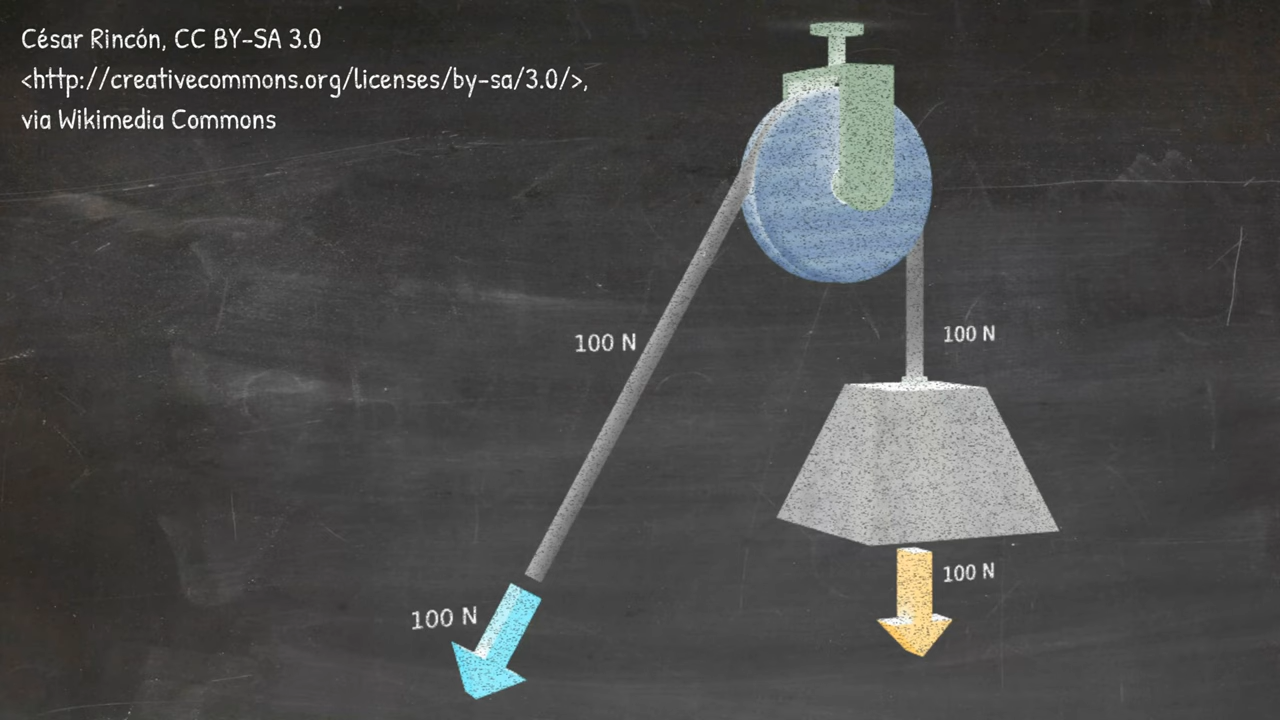 César Rincón, CC BY-SA 3.0
<http://creativecommons.org/licenses/by-sa/3.0/>,
via Wikimedia Commons
100 N
100 N
100 N
100 N